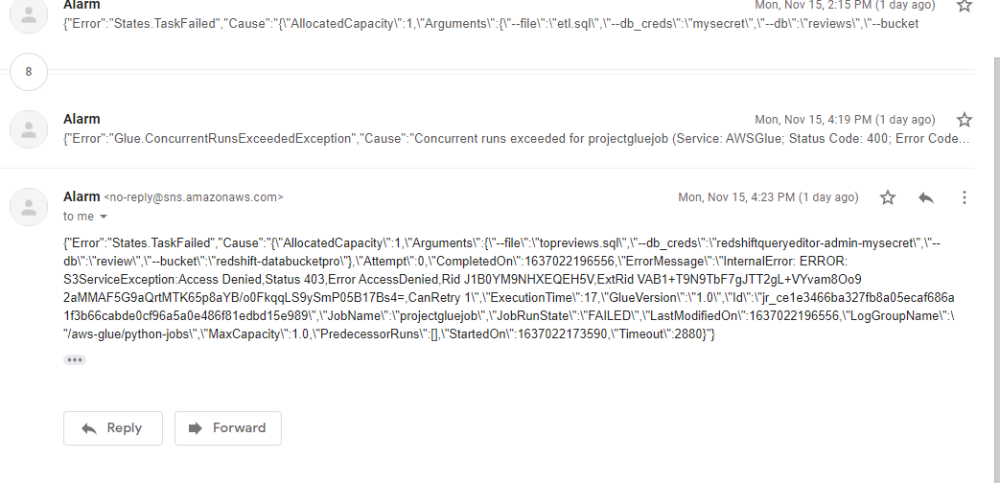 Alarm
Mon, Nov 15, 2:15 PM (1 day ago)
{"Error":"States.TaskFailed","Cause":"{\"AllocatedCapacity\":1,\"Arguments\":{\"--file\":\"etl.sql\",\"--db_creds\":\"mysecret\",\"--db\":\"reviews\",\"--bucket
8
Alarm
Mon, Nov 15, 4:19 PM (1 day ago)
{"Error":"Glue.ConcurrentRunsExceededException","Cause":"Concurrent runs exceeded for projectgluejob (Service: AWSGlue; Status Code: 400; Error Code...
Alarm <no-reply@sns.amazonaws.com>
Mon, Nov 15, 4:23 PM (1 day ago)
to me
{"Error":"States.TaskFailed","Cause":"{\"AllocatedCapacity\":1,\"Arguments\":{\"--file\":\"topreviews.sql\",\"--db_creds\":\"redshiftqueryeditor-admin-mysecret\",\"--
db\":\"review\",\"--bucket\":\"redshift-databucketpro\"},\"Attempt\":0,\"CompletedOn\":1637022196556,\"ErrorMessage\":\"InternalError: ERROR:
S3ServiceException:Access Denied,Status 403,Error AccessDenied,Rid J1B0YM9NHXEQEH5V,ExtRid VAB1+T9N9TbF7gJTT2gL+VYvam8Oo9
2aMMAF5G9aQrtMTK65p8aYB/o0FkqqLS9ySmP05B17Bs4=,CanRetry 1\",\"ExecutionTime\":17,\"GlueVersion\":\"1.0\",\"Id\":\"jr_ce1e3466ba327fb8a05ecaf686a
1f3b66cabde0cf96a5a0e486f81edbd15e989\",\"JobName\":\"projectgluejob\",\"JobRunState\":\"FAILED\",\"LastModifiedOn\":1637022196556,\"LogGroupName\":\
"/aws-glue/python-jobs\",\"MaxCapacity\":1.0,\"PredecessorRuns\":[],\"StartedOn\":1637022173590,\"Timeout\":2880}"}
Reply
Forward